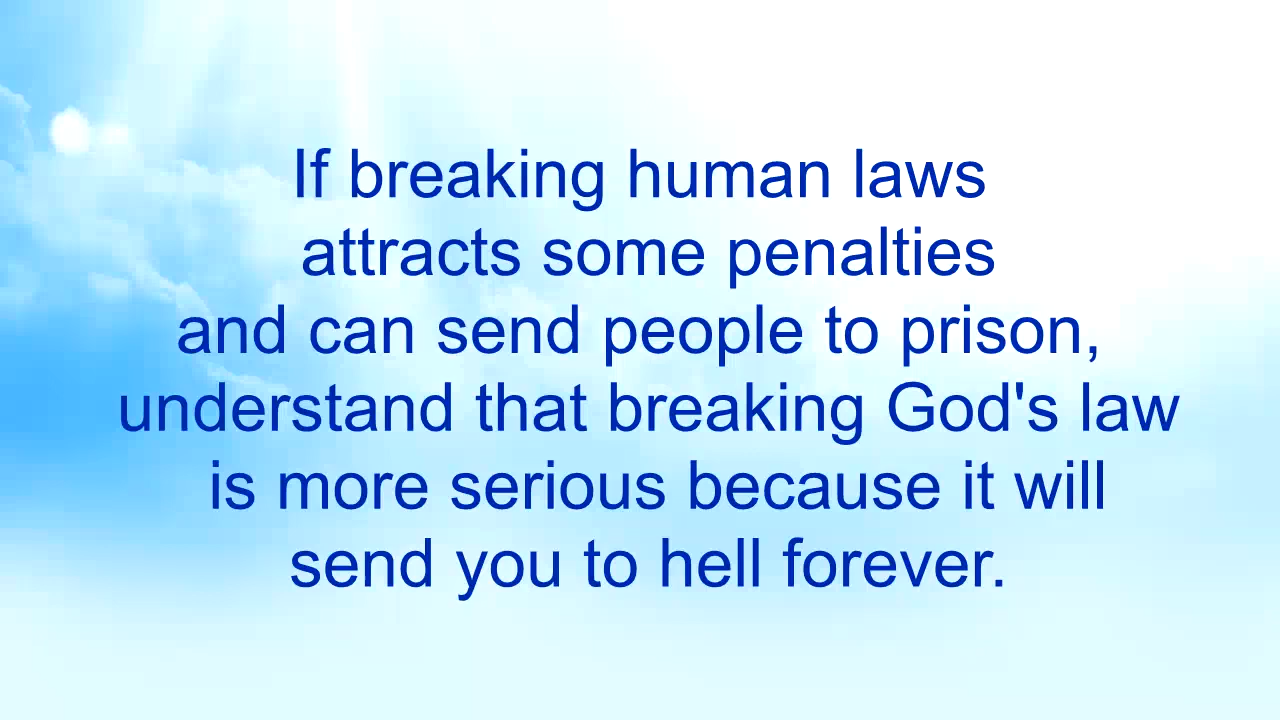 If breaking human laws
attracts some penalties
and can send people to prison,
understand that breaking God's law
is more serious because it will
send you to hell forever.